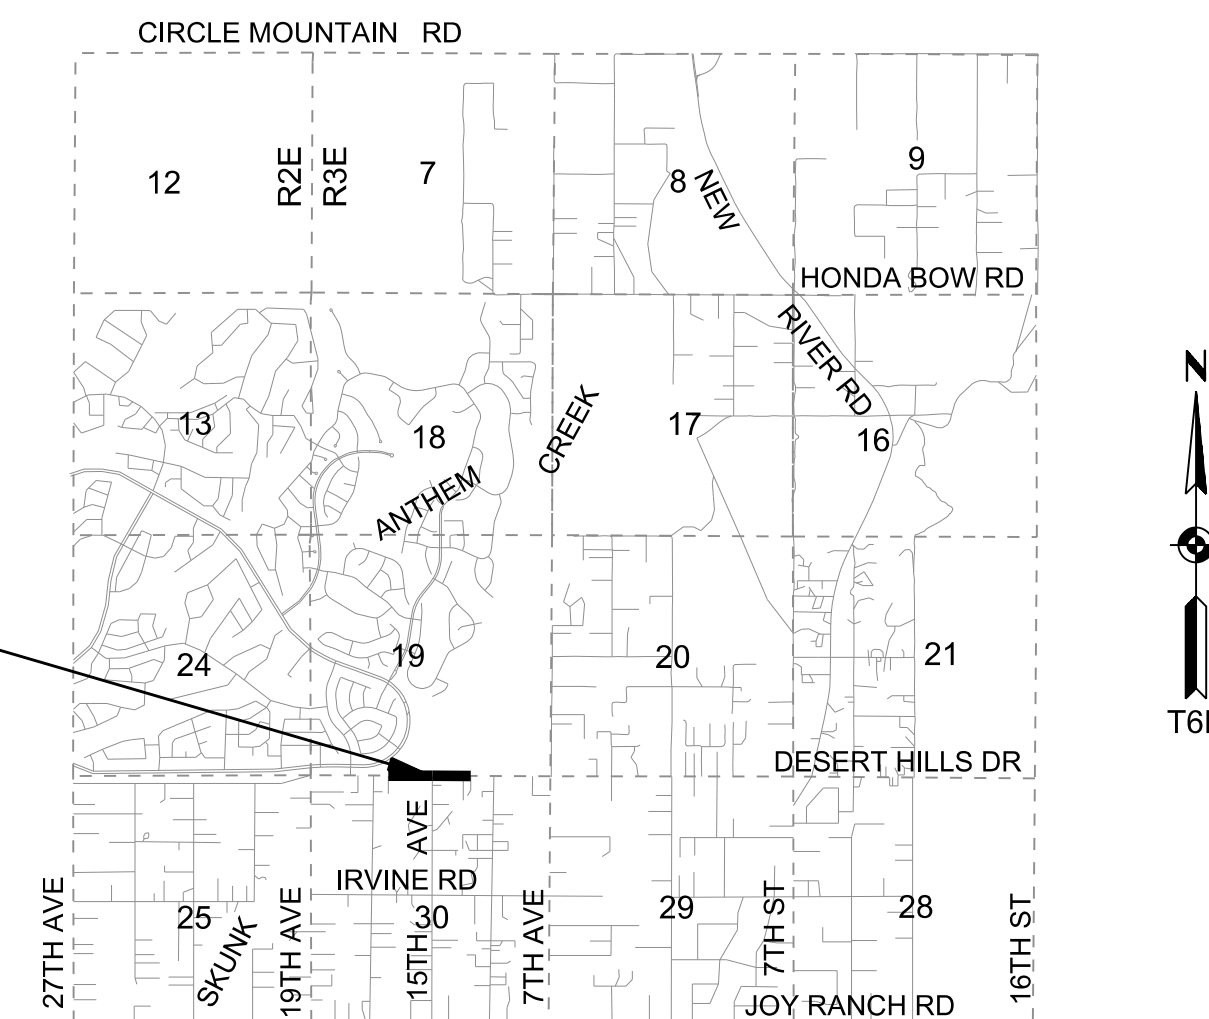 CIRCLE MOUNTAIN RD
12
R2E
R3E
7
8
9
NEW
HONDA BOW RD
RIVER RD
N
13
18
CREEK
17
16
ANTHEM
24
19
20
21
DESERT HILLS DR
15TH AVE
IRVINE RD
27TH AVE
25
SKUNK
19TH AVE
30
7TH AVE
29
7TH ST
28
16TH ST
JOY RANCH RD